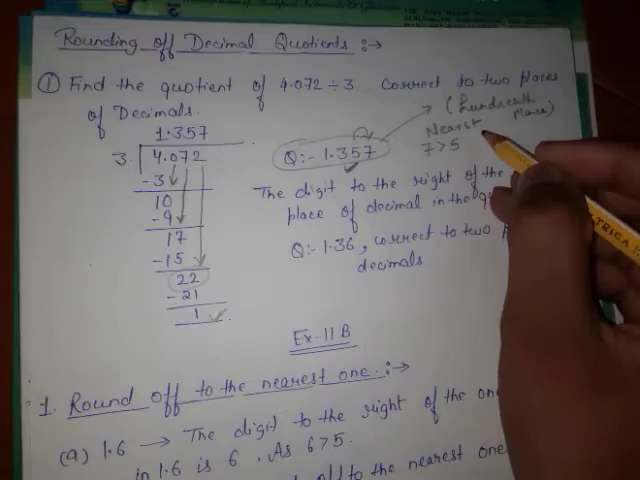 Rounding off Decimal Quotients :→
① Find the quotient of 4.072 ÷ 3 Correct to two places
of Decimals.
1.357
3. 4.072
-3
10
-9
17
-15
22
-21
1
Q:- 1.357
(hundredth place)
Nearst
7>5
The digit to the right of the
place of decimal in the
Q:- 1.36, correct to two
decimals
Ex-11B
1. Round off to the nearest one. :→
(a) 1.6 → The digit to the right of the one
in 1.6 is 6 . As 6>5.
off to the nearest one